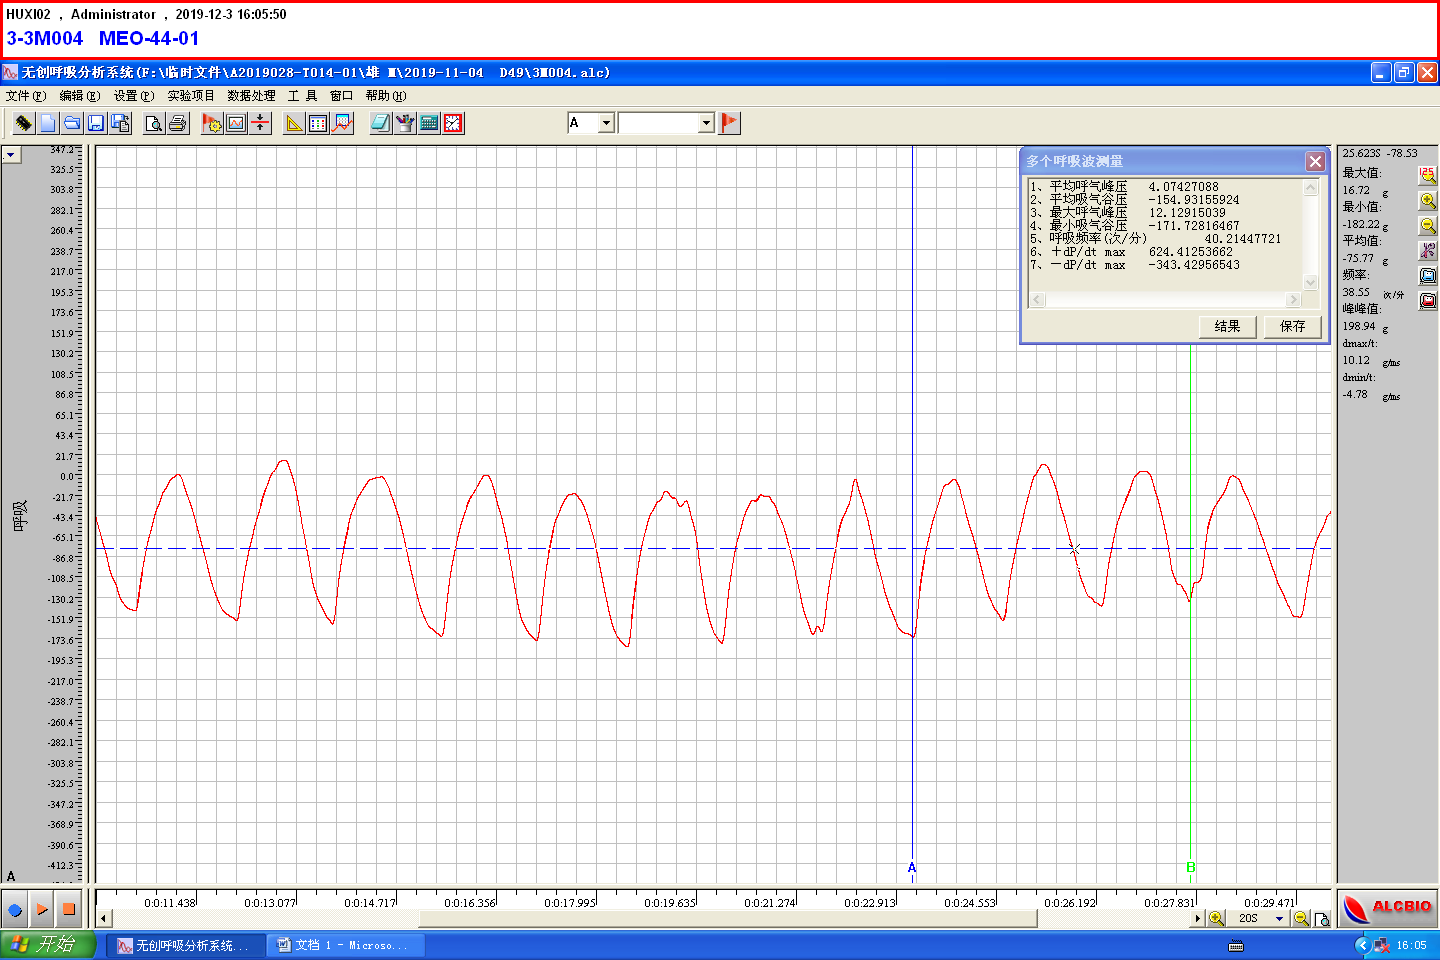 HUXI02 , Administrator , 2019-12-3 16:05:50
3-3M004 MEO-44-01
无创呼吸分析系统(F:\临时文件\A2019028-T014-01\雄 M\2019-11-04 D49\3M004.alc)
文件(F) 编辑(E) 设置(P) 实验项目 数据处理 工 具 窗口 帮助(H)
A
347.2
325.5
303.8
282.1
260.4
238.7
217.0
195.3
173.6
151.9
130.2
108.5
86.8
65.1
43.4
21.7
0.0
-21.7
-43.4
-65.1
-86.8
-108.5
-130.2
-151.9
-173.6
-195.3
-217.0
-238.7
-260.4
-282.1
-303.8
-325.5
-347.2
-368.9
-390.6
-412.3
呼吸
A
多个呼吸波测量
1、平均呼气峰压 4.07427088
2、平均吸气谷压 -154.93155924
3、最大呼气峰压 12.12915039
4、最小吸气谷压 -171.72816467
5、呼吸频率(次/分) 40.21447721
6、＋dP/dt max 624.41253662
7、－dP/dt max -343.42956543
结果 保存
25.623S -78.53
最大值:
16.72 g
最小值:
-182.22 g
平均值:
-75.77 g
频率:
38.55 次/分
峰峰值:
198.94 g
dmax/t:
10.12 g/ms
dmin/t:
-4.78 g/ms
125
A B
0:0:11.438 0:0:13.077 0:0:14.717 0:0:16.356 0:0:17.995 0:0:19.635 0:0:21.274 0:0:22.913 0:0:24.553 0:0:26.192 0:0:27.831 0:0:29.471
20S
ALCBIO
开始 无创呼吸分析系统... 文档 1 - Microso... 16:05